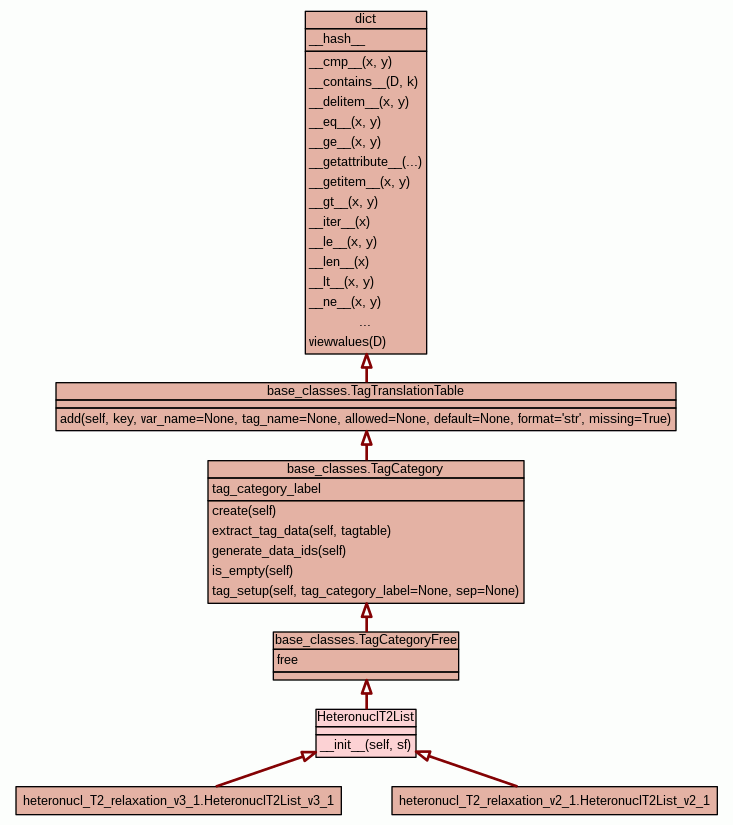 dict
__hash__
__cmp__(x, y)
__contains__(D, k)
__delitem__(x, y)
__eq__(x, y)
__ge__(x, y)
__getattribute__(...)
__getitem__(x, y)
__gt__(x, y)
__iter__(x)
__le__(x, y)
__len__(x)
__lt__(x, y)
__ne__(x, y)
...
viewvalues(D)
base_classes.TagTranslationTable
add(self, key, var_name=None, tag_name=None, allowed=None, default=None, format='str', missing=True)
base_classes.TagCategory
tag_category_label
create(self)
extract_tag_data(self, tagtable)
generate_data_ids(self)
is_empty(self)
tag_setup(self, tag_category_label=None, sep=None)
base_classes.TagCategoryFree
free
HeteronuclT2List
__init__(self, sf)
heteronucl_T2_relaxation_v3_1.HeteronuclT2List_v3_1
heteronucl_T2_relaxation_v2_1.HeteronuclT2List_v2_1